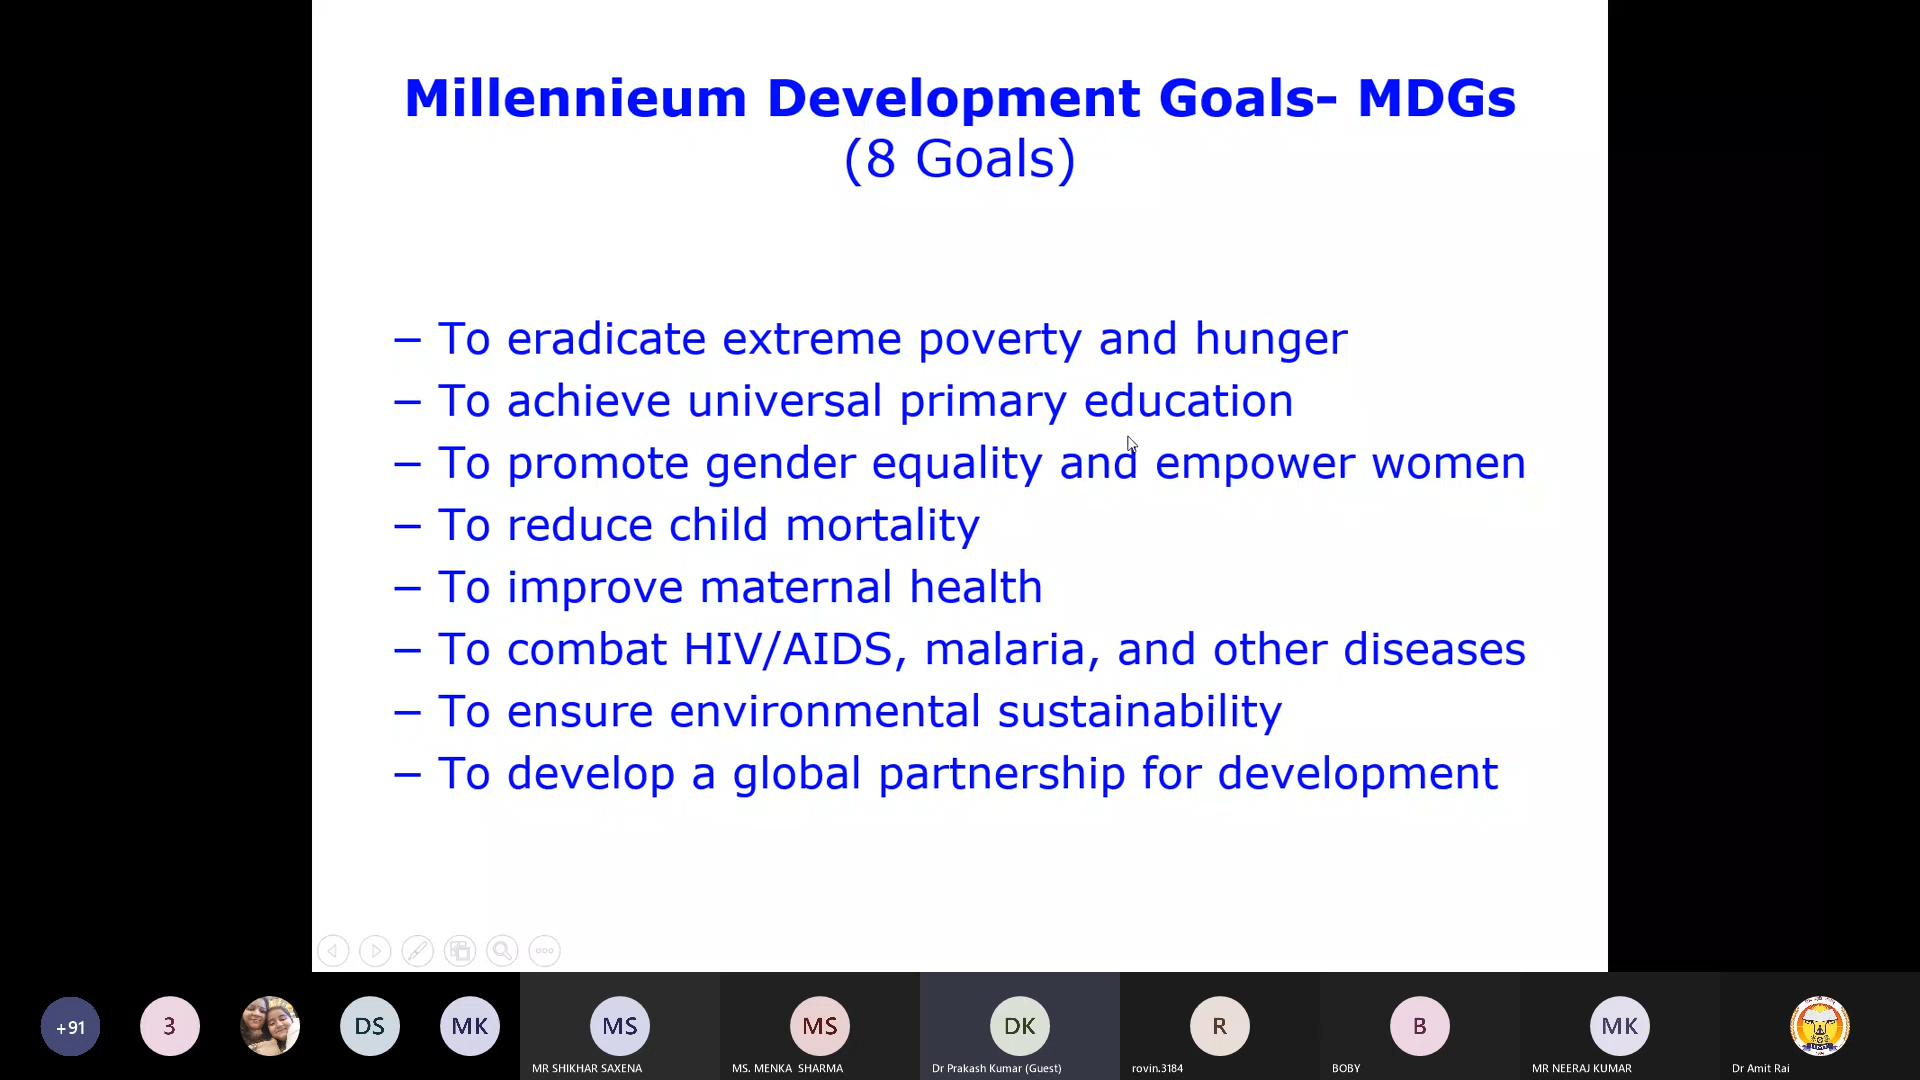 Millennieum Development Goals- MDGs
(8 Goals)
– To eradicate extreme poverty and hunger
– To achieve universal primary education
– To promote gender equality and empower women
– To reduce child mortality
– To improve maternal health
– To combat HIV/AIDS, malaria, and other diseases
– To ensure environmental sustainability
– To develop a global partnership for development
+91
3
DS
MK
MS
MS
DK
R
B
MK
MR SHIKHAR SAXENA
MS. MENKA SHARMA
Dr Prakash Kumar (Guest)
rovin.3184
BOBY
MR NEERAJ KUMAR
Dr Amit Rai